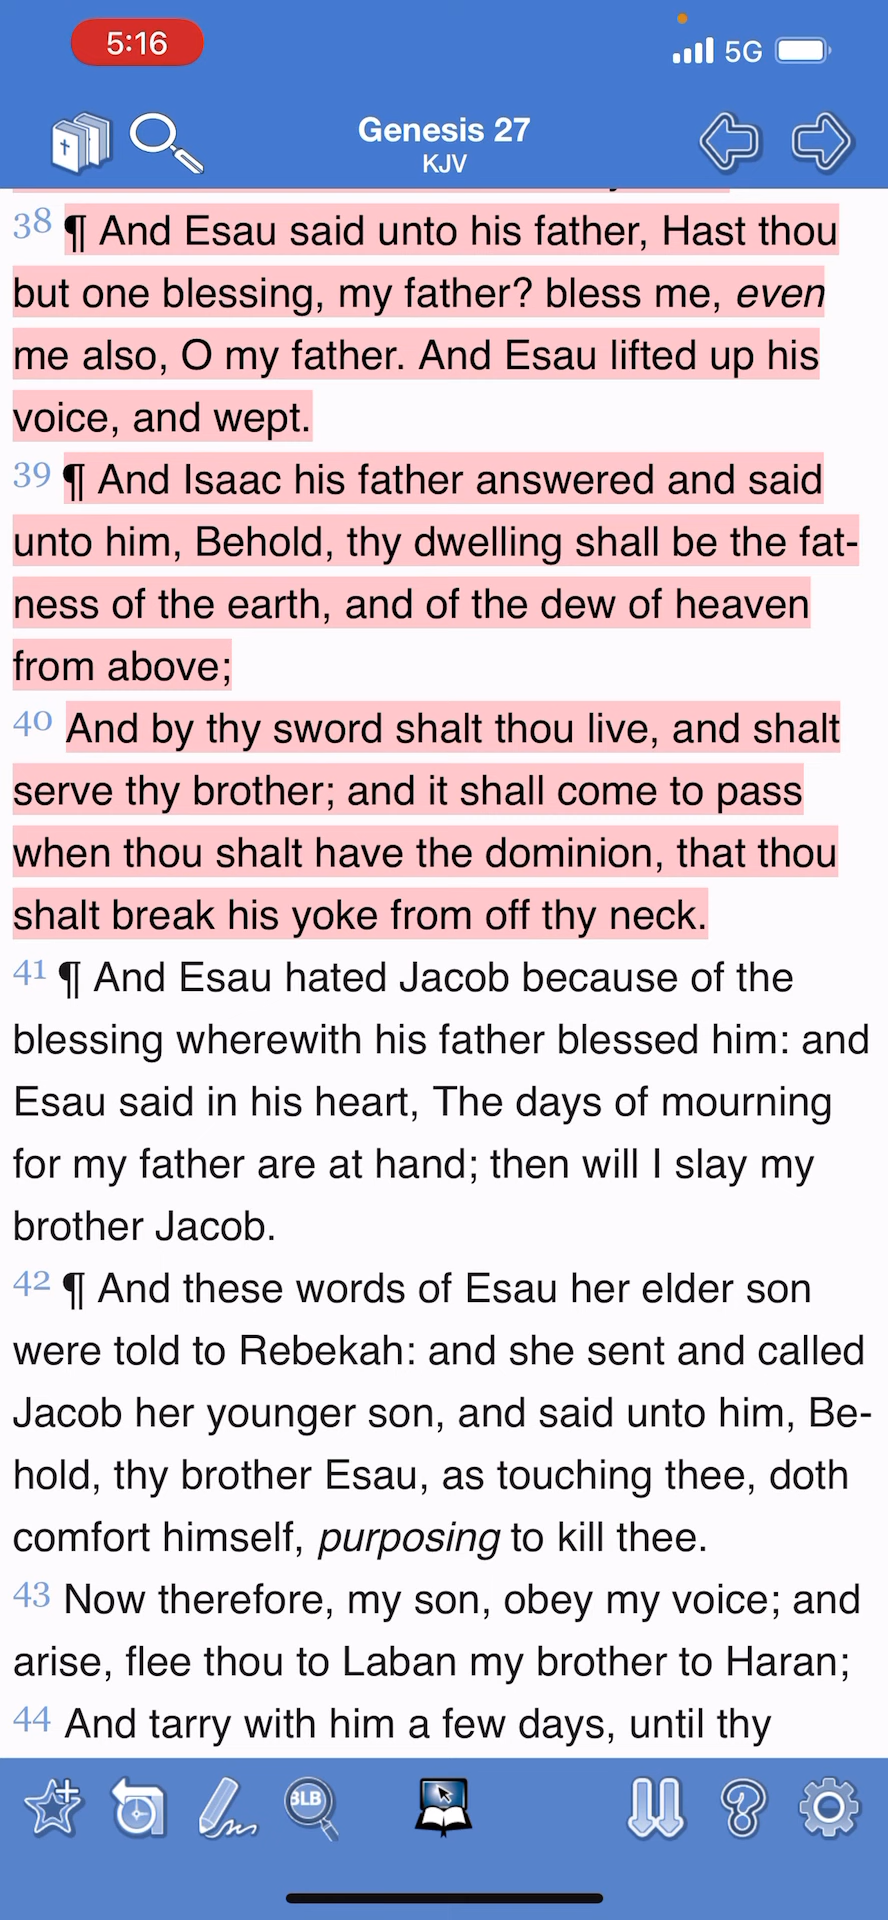 5:16
5G
Genesis 27
KJV
38 ¶ And Esau said unto his father, Hast thou
but one blessing, my father? bless me, even
me also, O my father. And Esau lifted up his
voice, and wept.
39 ¶ And Isaac his father answered and said
unto him, Behold, thy dwelling shall be the fat-
ness of the earth, and of the dew of heaven
from above;
40 And by thy sword shalt thou live, and shalt
serve thy brother; and it shall come to pass
when thou shalt have the dominion, that thou
shalt break his yoke from off thy neck.
41 ¶ And Esau hated Jacob because of the
blessing wherewith his father blessed him: and
Esau said in his heart, The days of mourning
for my father are at hand; then will I slay my
brother Jacob.
42 ¶ And these words of Esau her elder son
were told to Rebekah: and she sent and called
Jacob her younger son, and said unto him, Be-
hold, thy brother Esau, as touching thee, doth
comfort himself, purposing to kill thee.
43 Now therefore, my son, obey my voice; and
arise, flee thou to Laban my brother to Haran;
44 And tarry with him a few days, until thy
BLB